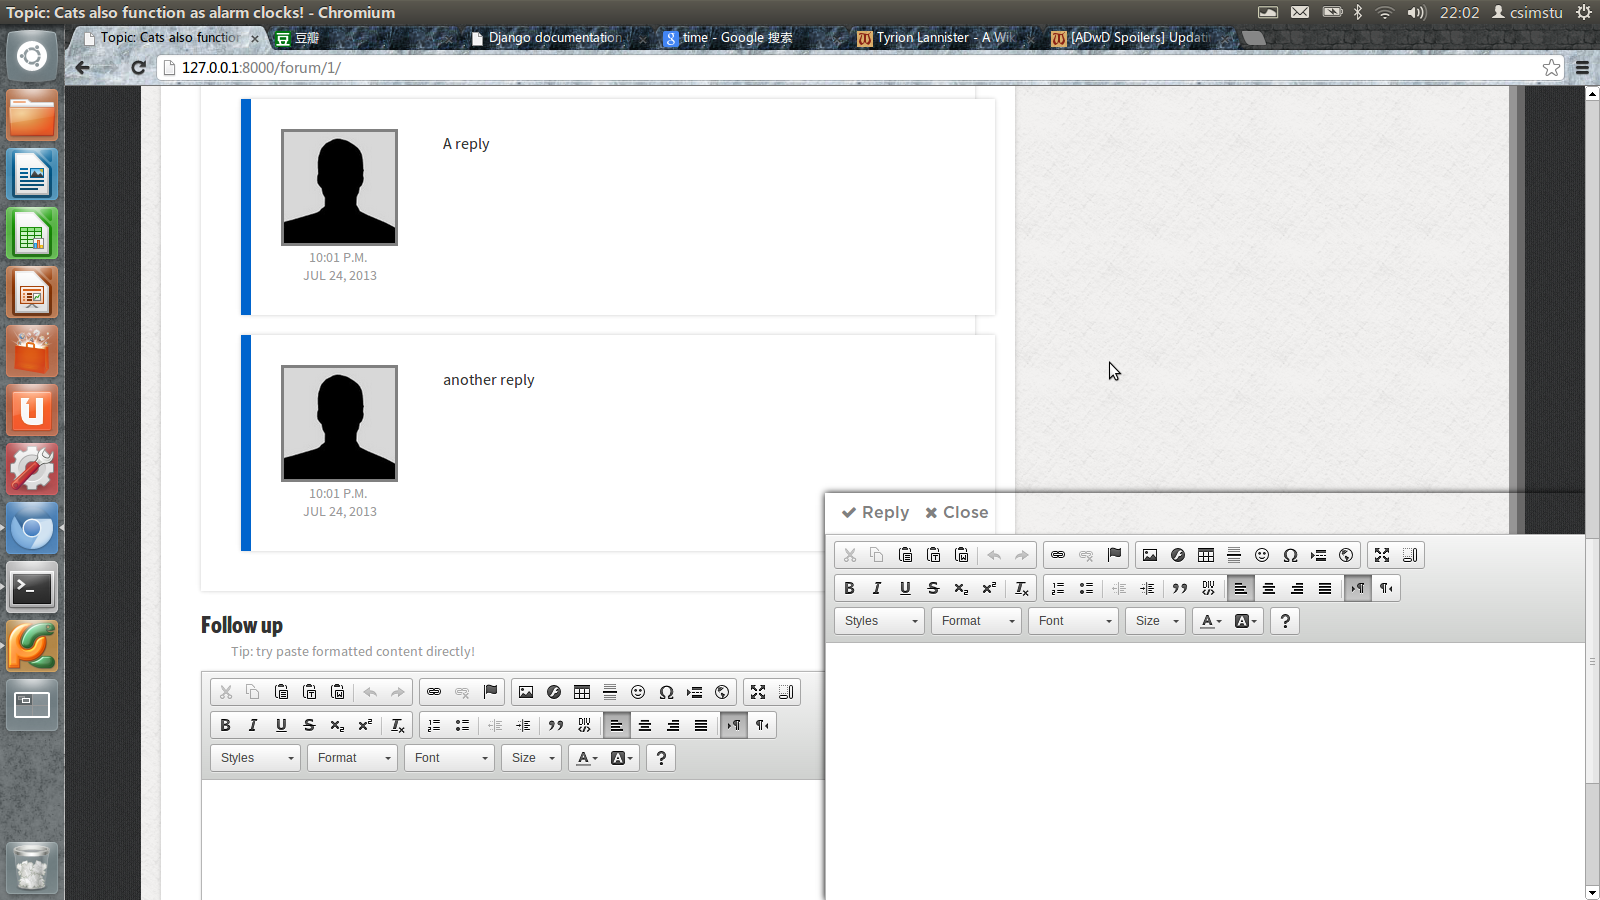 Topic: Cats also function as alarm clocks! - Chromium
22:02
csimstu
Topic: Cats also function
豆瓣
Django documentation
time - Google 搜索
Tyrion Lannister - A Wi
[ADwD Spoilers] Updat
127.0.0.1:8000/forum/1/
A reply
10:01 P.M.
JUL 24, 2013
another reply
10:01 P.M.
JUL 24, 2013
Reply
Close
Styles
Format
Font
Size
Follow up
Tip: try paste formatted content directly!
Styles
Format
Font
Size